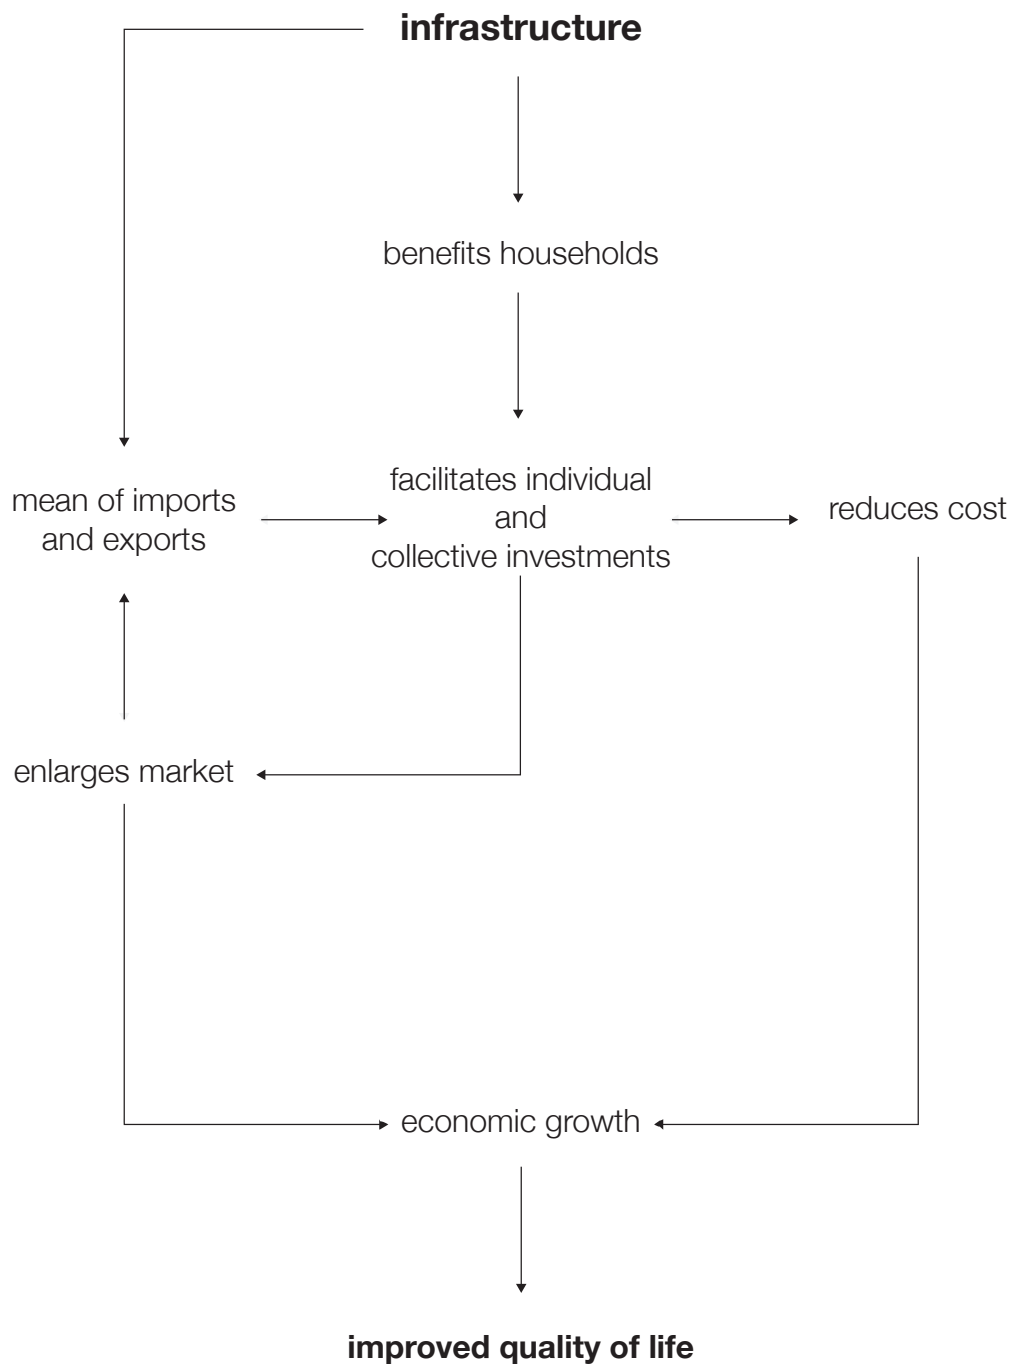 infrastructure
benefits households
mean of imports
and exports
facilitates individual
and
collective investments
reduces cost
enlarges market
economic growth
improved quality of life